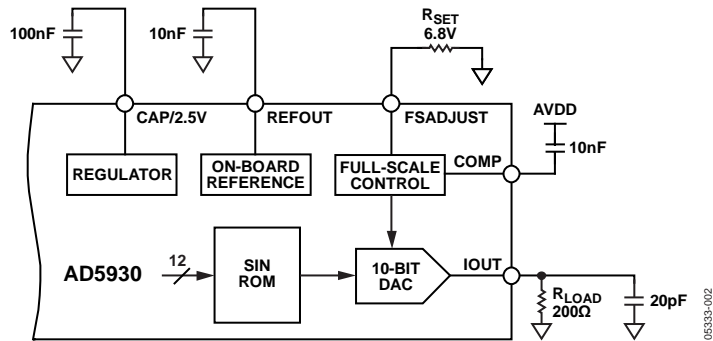 100nF
10nF
RSET
6.8V
CAP/2.5V
REFOUT
FSADJUST
AVDD
10nF
REGULATOR
ON-BOARD
REFERENCE
FULL-SCALE
CONTROL
COMP
AD5930
12
SIN
ROM
10-BIT
DAC
IOUT
RLOAD
200Ω
20pF
05333-002